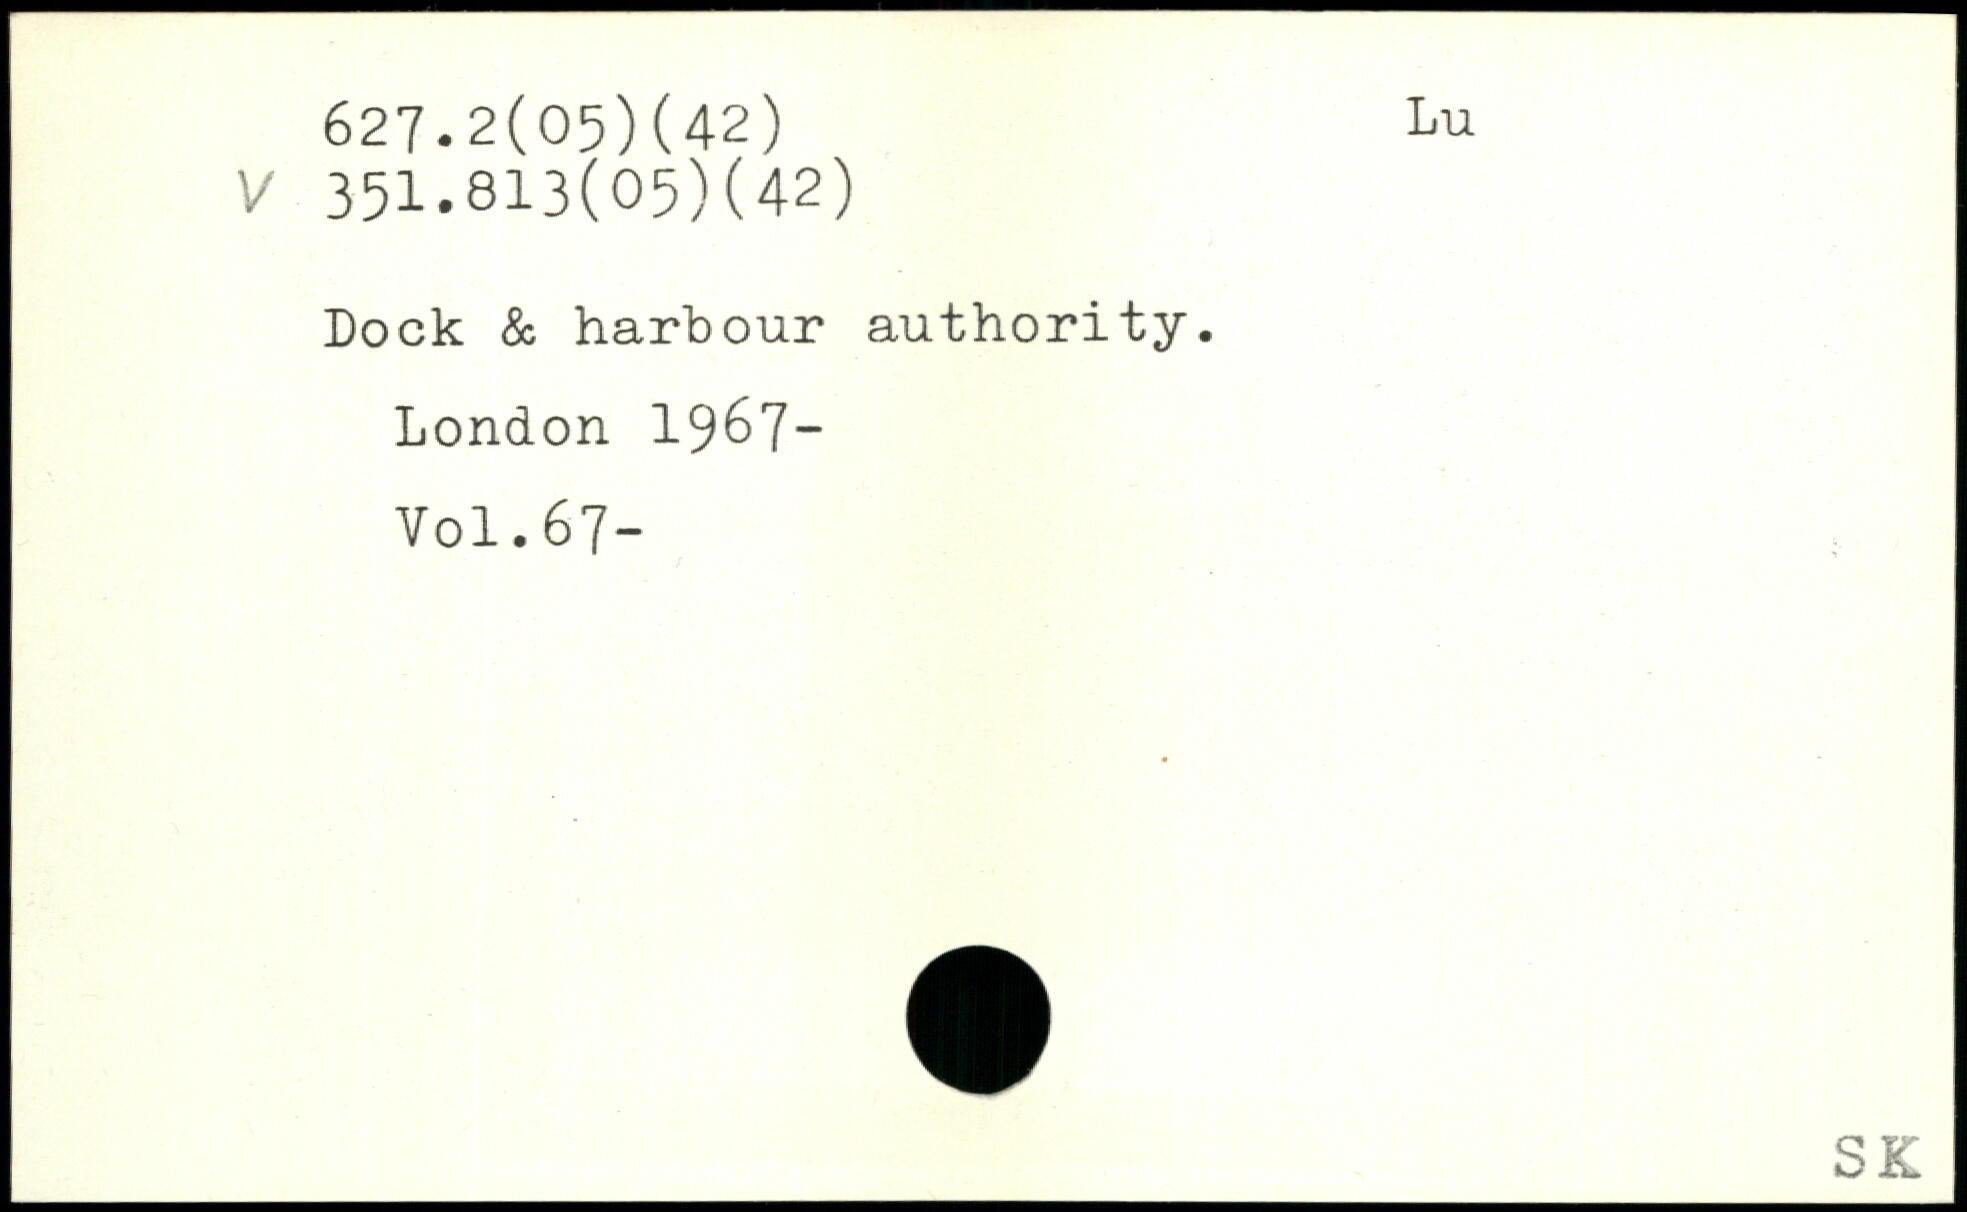 627.2(05)(42) Lu
V 351.813(05)(42)
Dock & harbour authority.
London 1967-
Vol.67-
SK